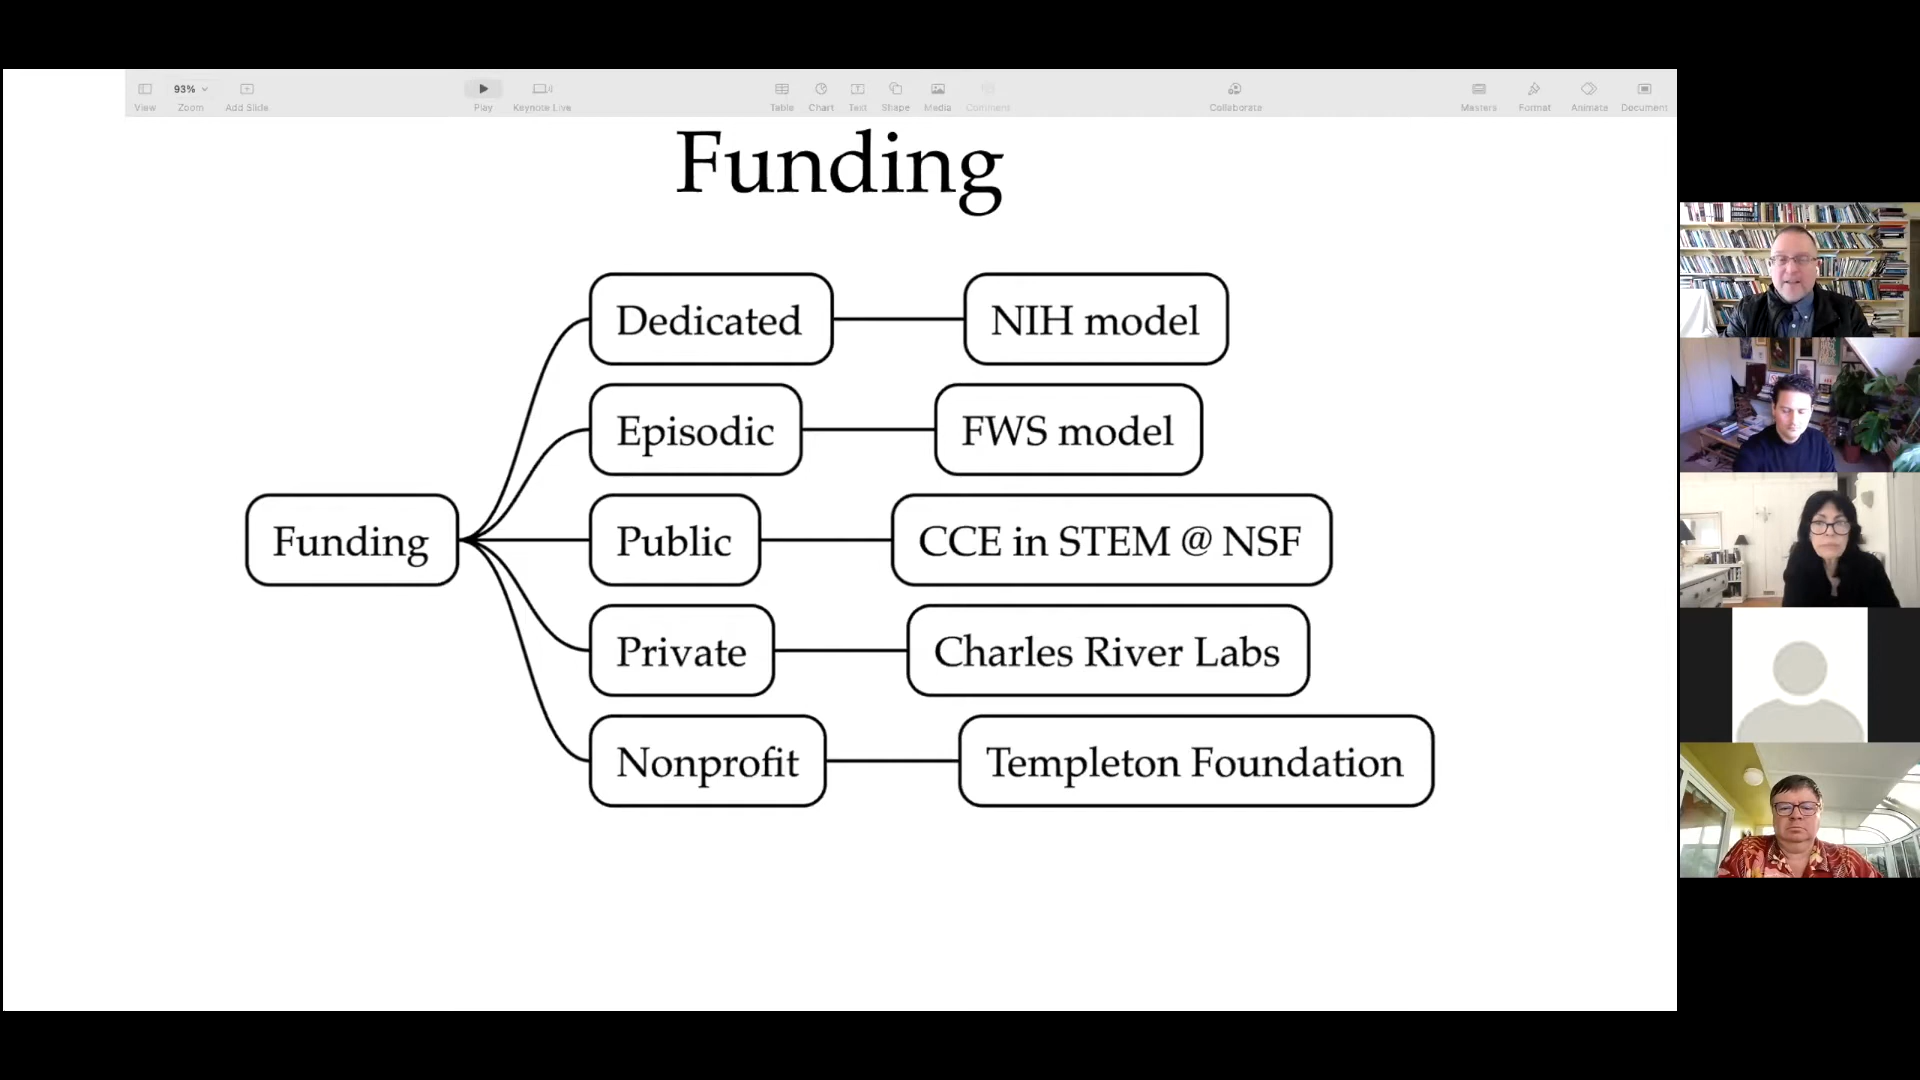 93%
View
Zoom
Add Slide
Play
Keynote Live
Table
Chart
Text
Shape
Media
Comment
Collaborate
Masters
Format
Animate
Document
Funding
Funding
Dedicated
NIH model
Episodic
FWS model
Public
CCE in STEM @ NSF
Private
Charles River Labs
Nonprofit
Templeton Foundation